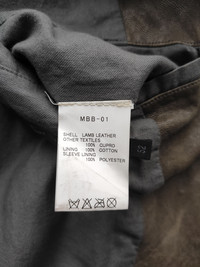 MBB-01
SHELL LAMB LEATHER
OTHER TEXTILES
100% CUPRO
LINING 100% COTTON
SLEEVE LINING
100% POLYESTER